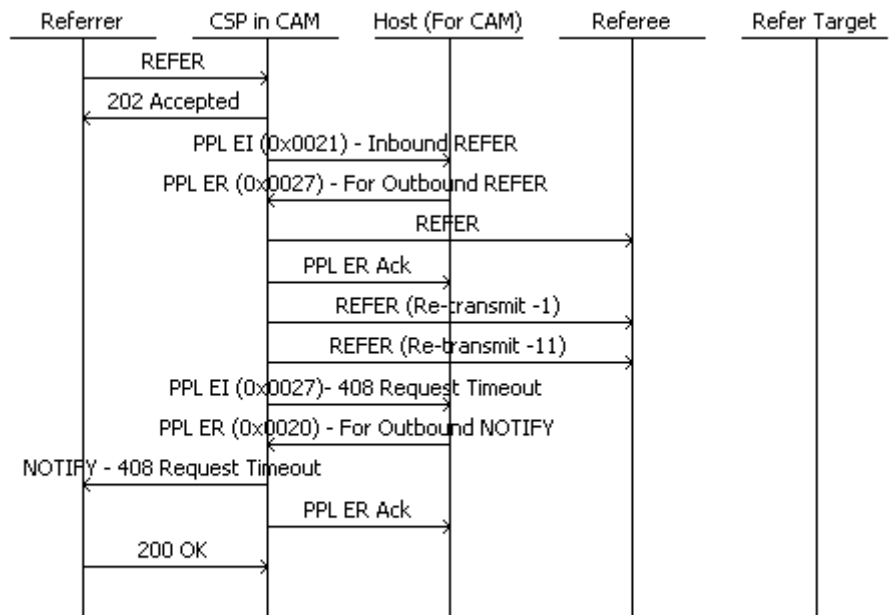 Referrer
CSP in CAM
Host (For CAM)
Referee
Refer Target
REFER
202 Accepted
PPL EI (0x0021) - Inbound REFER
PPL ER (0x0027) - For Outbound REFER
REFER
PPL ER Ack
REFER (Re-transmit -1)
REFER (Re-transmit -11)
PPL EI (0x0027)- 408 Request Timeout
PPL ER (0x0020) - For Outbound NOTIFY
NOTIFY - 408 Request Timeout
PPL ER Ack
200 OK